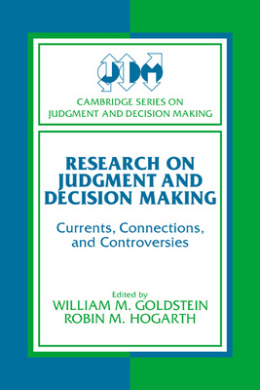 JDM
CAMBRIDGE SERIES ON
JUDGMENT AND DECISION MAKING
RESEARCH ON
JUDGMENT AND
DECISION MAKING
Currents, Connections,
and Controversies
Edited by
WILLIAM M. GOLDSTEIN
ROBIN M. HOGARTH